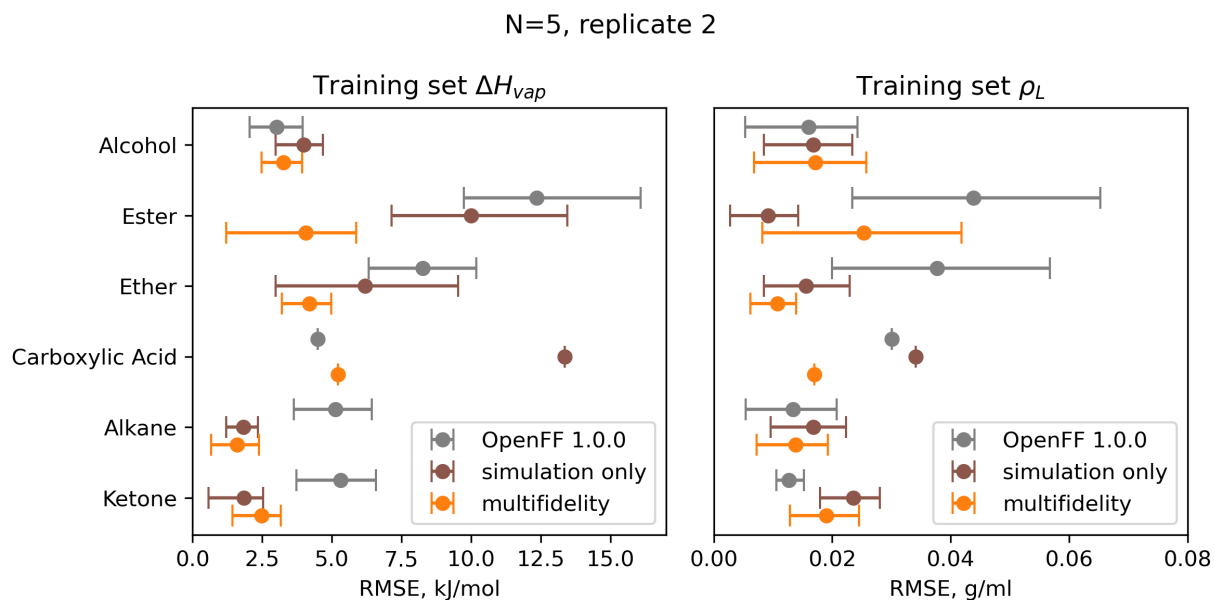 N=5, replicate 2
Training set ΔH_vap
Training set ρ_L
Alcohol
Ester
Ether
Carboxylic Acid
Alkane
Ketone
OpenFF 1.0.0
simulation only
multifidelity
OpenFF 1.0.0
simulation only
multifidelity
0.0 2.5 5.0 7.5 10.0 12.5 15.0
0.00 0.02 0.04 0.06 0.08
RMSE, kJ/mol
RMSE, g/ml